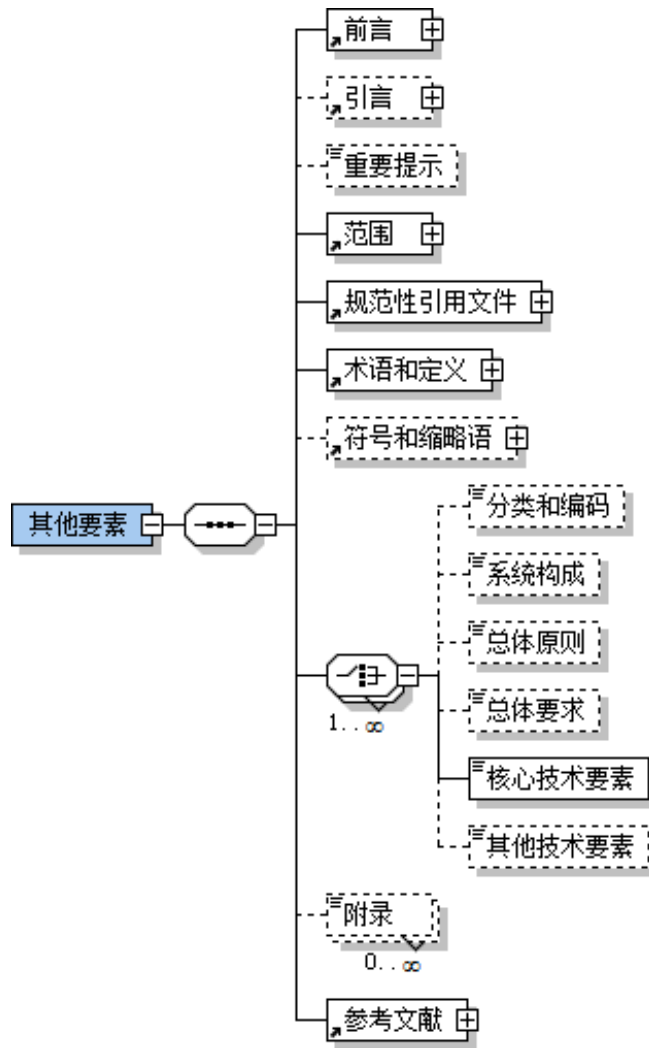 前言
引言
重要提示
范围
规范性引用文件
术语和定义
符号和缩略语
其他要素
分类和编码
系统构成
总体原则
总体要求
1..∞
核心技术要素
其他技术要素
附录
0..∞
参考文献